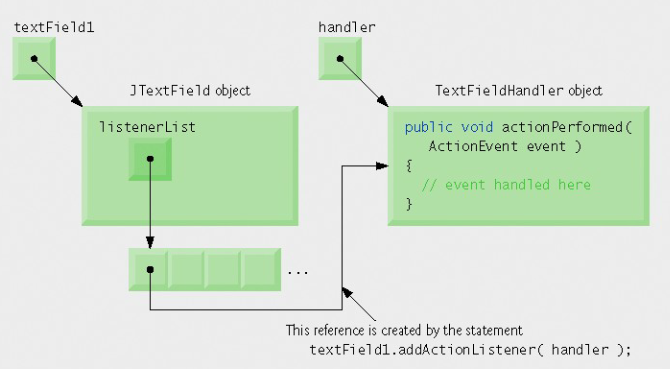 textField1
handler
JTextField object
TextFieldHandler object
listenerList
public void actionPerformed(
ActionEvent event )
{
// event handled here
}
...
This reference is created by the statement
textField1.addActionListener( handler );